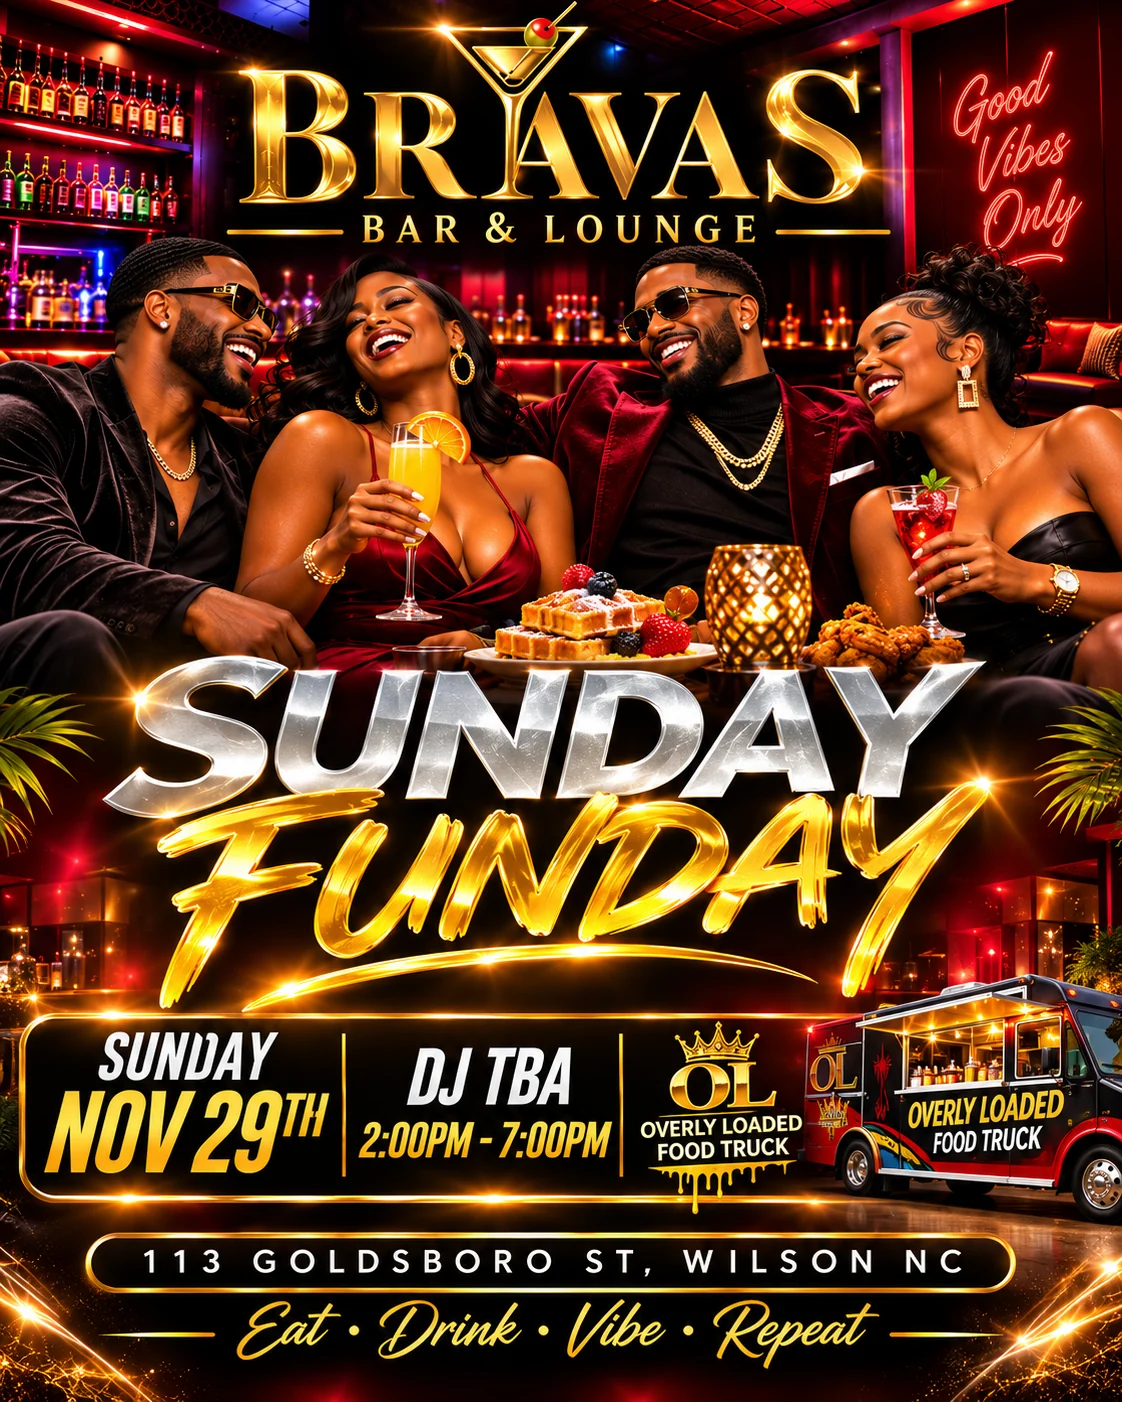 BRAVAS
BAR & LOUNGE
Good
Vibes
Only
SUNDAY
FUNDAY
SUNDAY
NOV 29TH
DJ TBA
2:00PM - 7:00PM
OL
OVERLY LOADED
FOOD TRUCK
OL
OVERLY LOADED
FOOD TRUCK
113 GOLDSBORO ST, WILSON NC
Eat • Drink • Vibe • Repeat